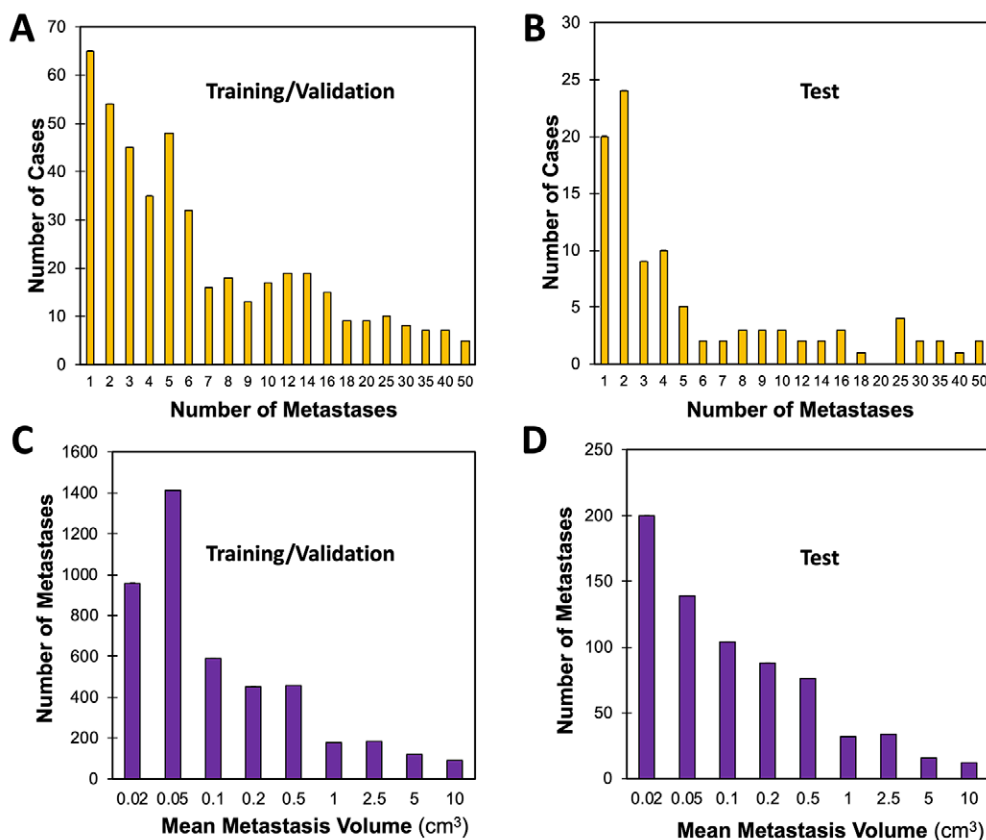 A
70
60
50
40
30
20
10
0
Number of Cases
Training/Validation
1 2 3 4 5 6 7 8 9 10 12 14 16 18 20 25 30 35 40 50
Number of Metastases
B
30
25
20
15
10
5
0
Number of Cases
Test
1 2 3 4 5 6 7 8 9 10 12 14 16 18 20 25 30 35 40 50
Number of Metastases
C
1600
1400
1200
1000
800
600
400
200
0
Number of Metastases
Training/Validation
0.02 0.05 0.1 0.2 0.5 1 2.5 5 10
Mean Metastasis Volume (cm³)
D
250
200
150
100
50
0
Number of Metastases
Test
0.02 0.05 0.1 0.2 0.5 1 2.5 5 10
Mean Metastasis Volume (cm³)